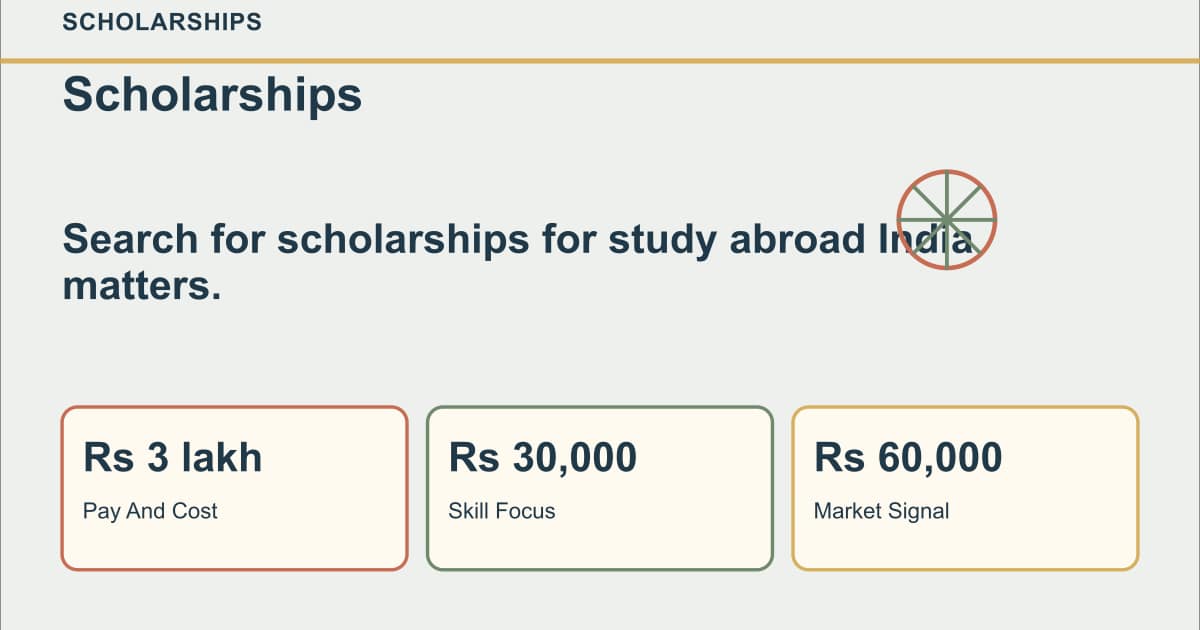 SCHOLARSHIPS
Scholarships
Search for scholarships for study abroad India
matters.
Rs 3 lakh
Pay And Cost
Rs 30,000
Skill Focus
Rs 60,000
Market Signal